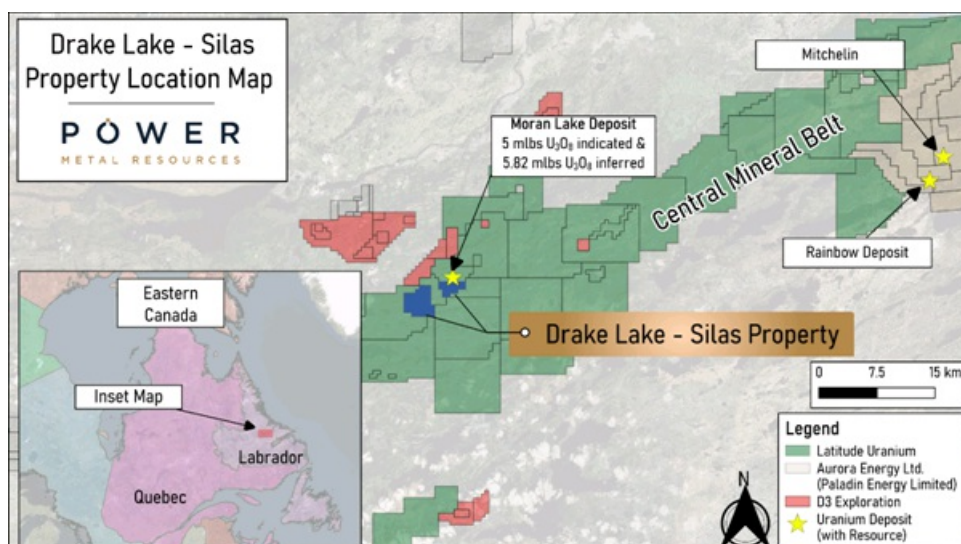 Drake Lake - Silas
Property Location Map
POWER
METAL RESOURCES
Mitchelin
Moran Lake Deposit
5 mlbs U₃O₈ indicated &
5.82 mlbs U₃O₈ inferred
Central Mineral Belt
Rainbow Deposit
Drake Lake - Silas Property
Eastern
Canada
Inset Map
Labrador
Quebec
0 7.5 15 km
N
Legend
Latitude Uranium
Aurora Energy Ltd.
(Paladin Energy Limited)
D3 Exploration
Uranium Deposit
(with Resource)